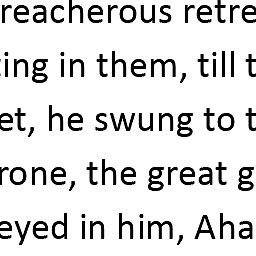 reacherous retre
ting in them, till t
et, he swung to t
rone, the great g
eyed in him, Aha